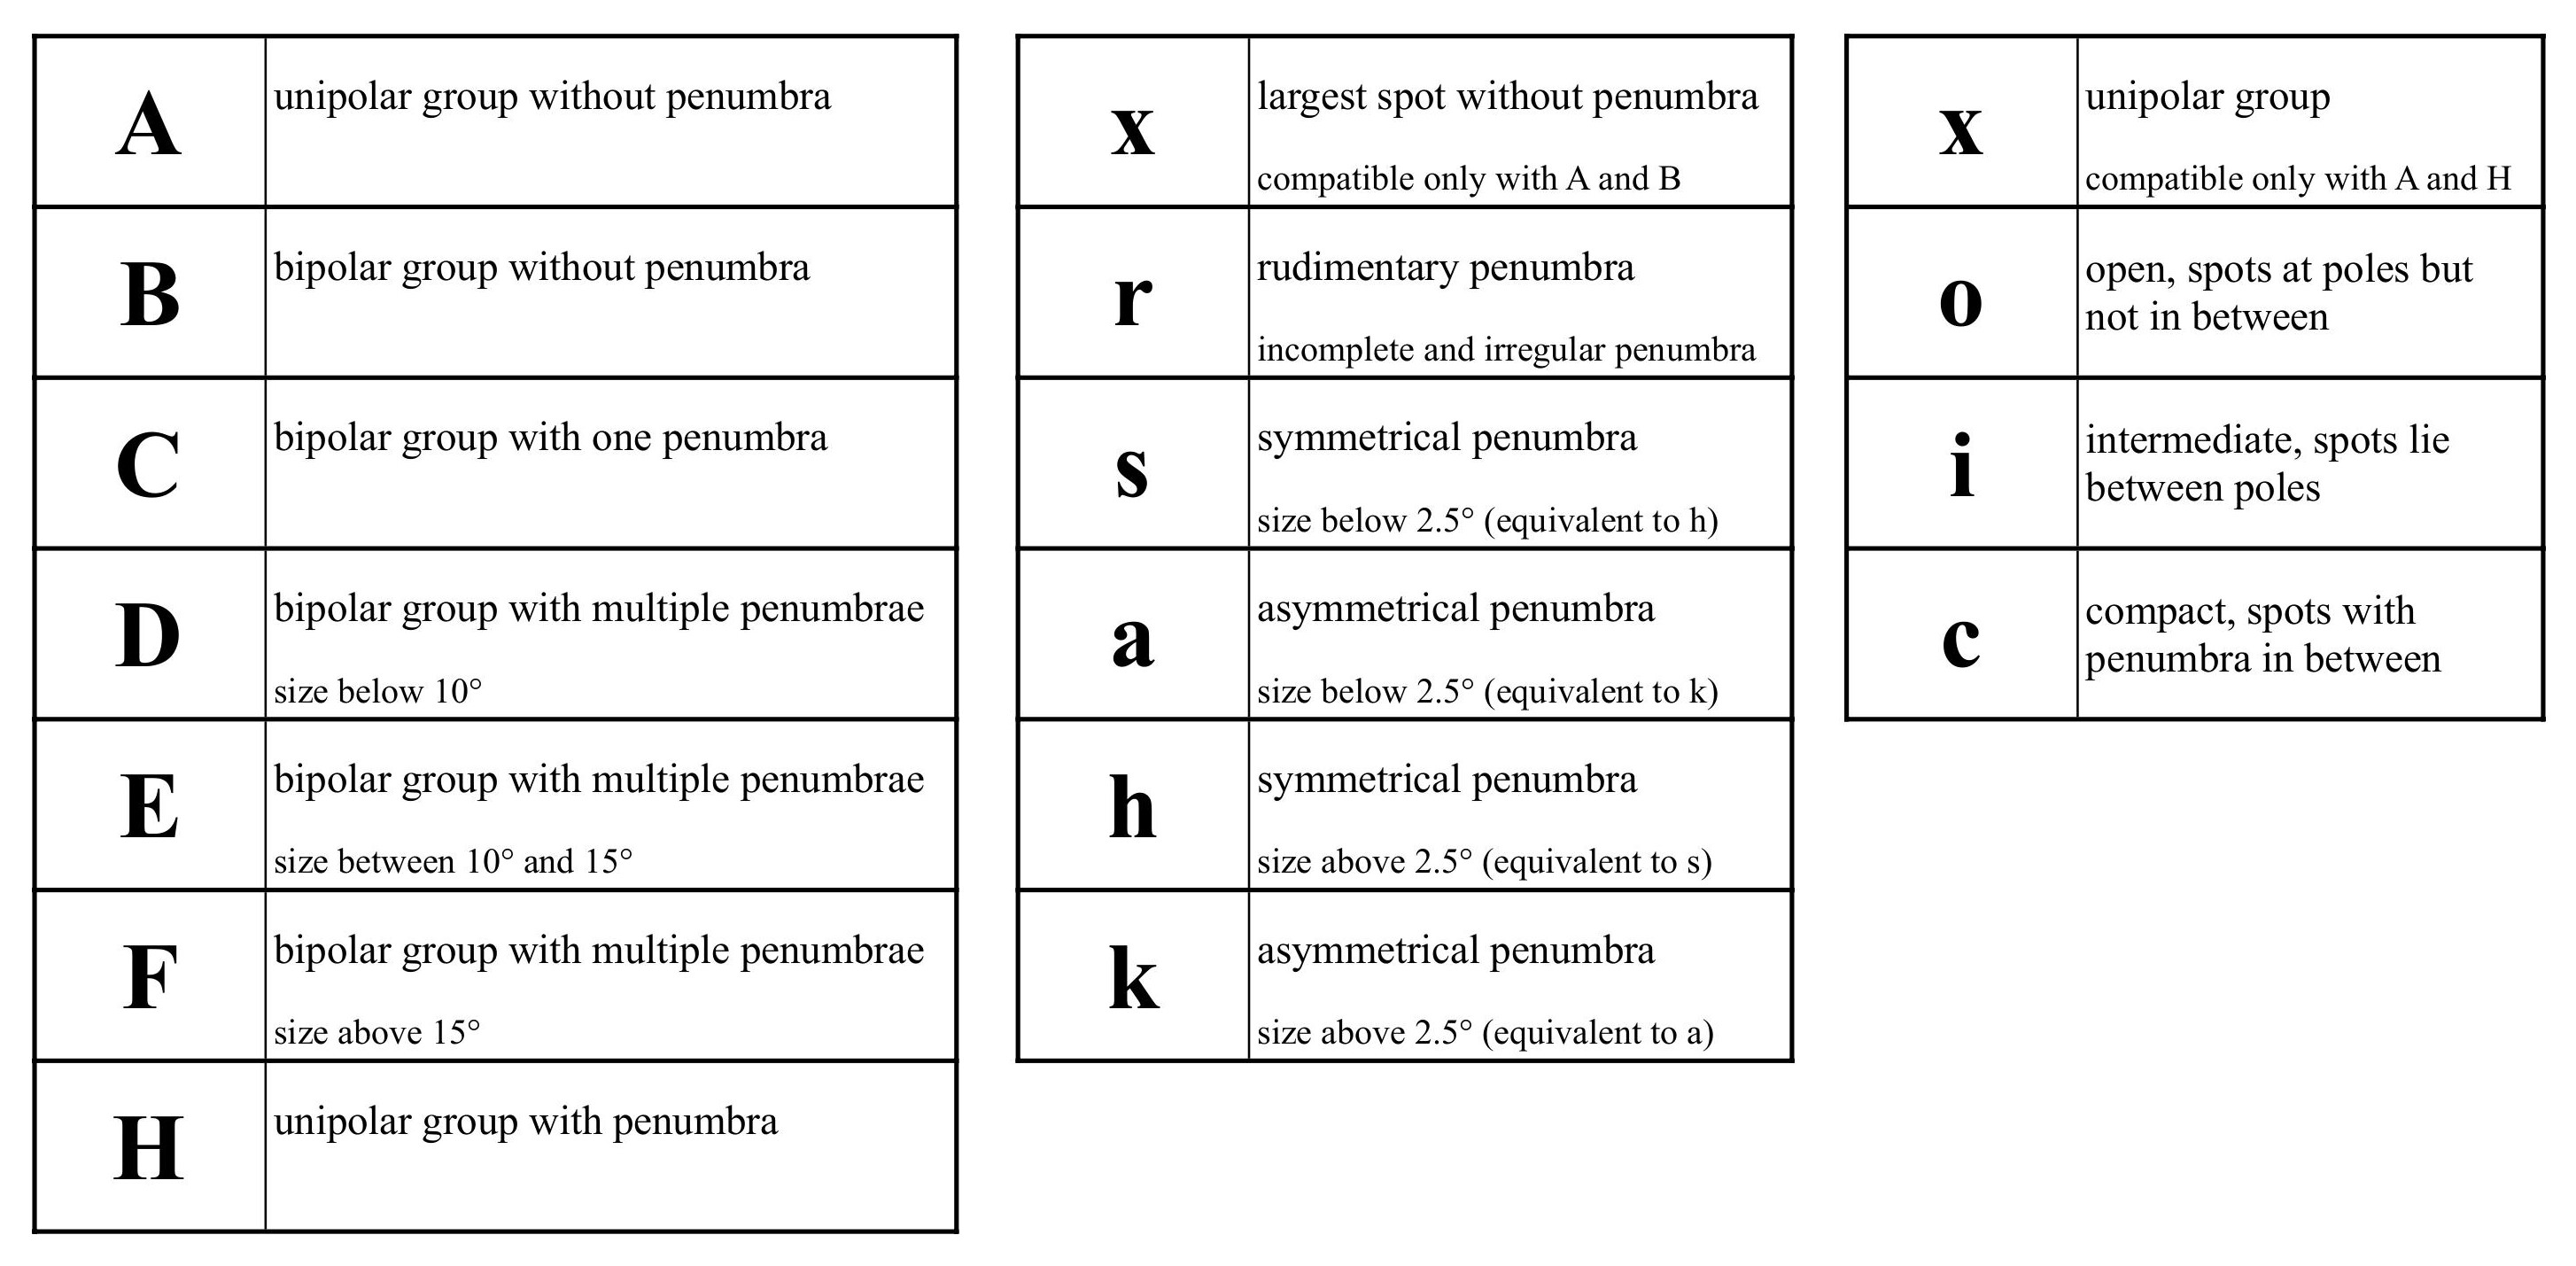 A
unipolar group without penumbra
B
bipolar group without penumbra
C
bipolar group with one penumbra
D
bipolar group with multiple penumbrae
size below 10°
E
bipolar group with multiple penumbrae
size between 10° and 15°
F
bipolar group with multiple penumbrae
size above 15°
H
unipolar group with penumbra
x
largest spot without penumbra
compatible only with A and B
r
rudimentary penumbra
incomplete and irregular penumbra
s
symmetrical penumbra
size below 2.5° (equivalent to h)
a
asymmetrical penumbra
size below 2.5° (equivalent to k)
h
symmetrical penumbra
size above 2.5° (equivalent to s)
k
asymmetrical penumbra
size above 2.5° (equivalent to a)
x
unipolar group
compatible only with A and H
o
open, spots at poles but
not in between
i
intermediate, spots lie
between poles
c
compact, spots with
penumbra in between